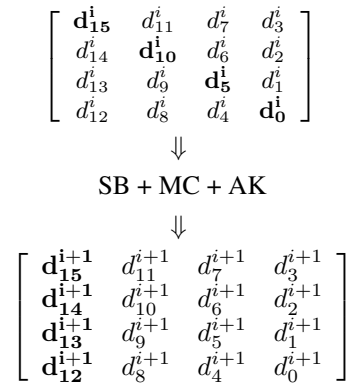 [ d₁₅ⁱ d₁₁ⁱ d₇ⁱ d₃ⁱ ]
[ d₁₄ⁱ d₁₀ⁱ d₆ⁱ d₂ⁱ ]
[ d₁₃ⁱ d₉ⁱ d₅ⁱ d₁ⁱ ]
[ d₁₂ⁱ d₈ⁱ d₄ⁱ d₀ⁱ ]
⇓
SB + MC + AK
⇓
[ d₁₅ⁱ⁺¹ d₁₁ⁱ⁺¹ d₇ⁱ⁺¹ d₃ⁱ⁺¹ ]
[ d₁₄ⁱ⁺¹ d₁₀ⁱ⁺¹ d₆ⁱ⁺¹ d₂ⁱ⁺¹ ]
[ d₁₃ⁱ⁺¹ d₉ⁱ⁺¹ d₅ⁱ⁺¹ d₁ⁱ⁺¹ ]
[ d₁₂ⁱ⁺¹ d₈ⁱ⁺¹ d₄ⁱ⁺¹ d₀ⁱ⁺¹ ]